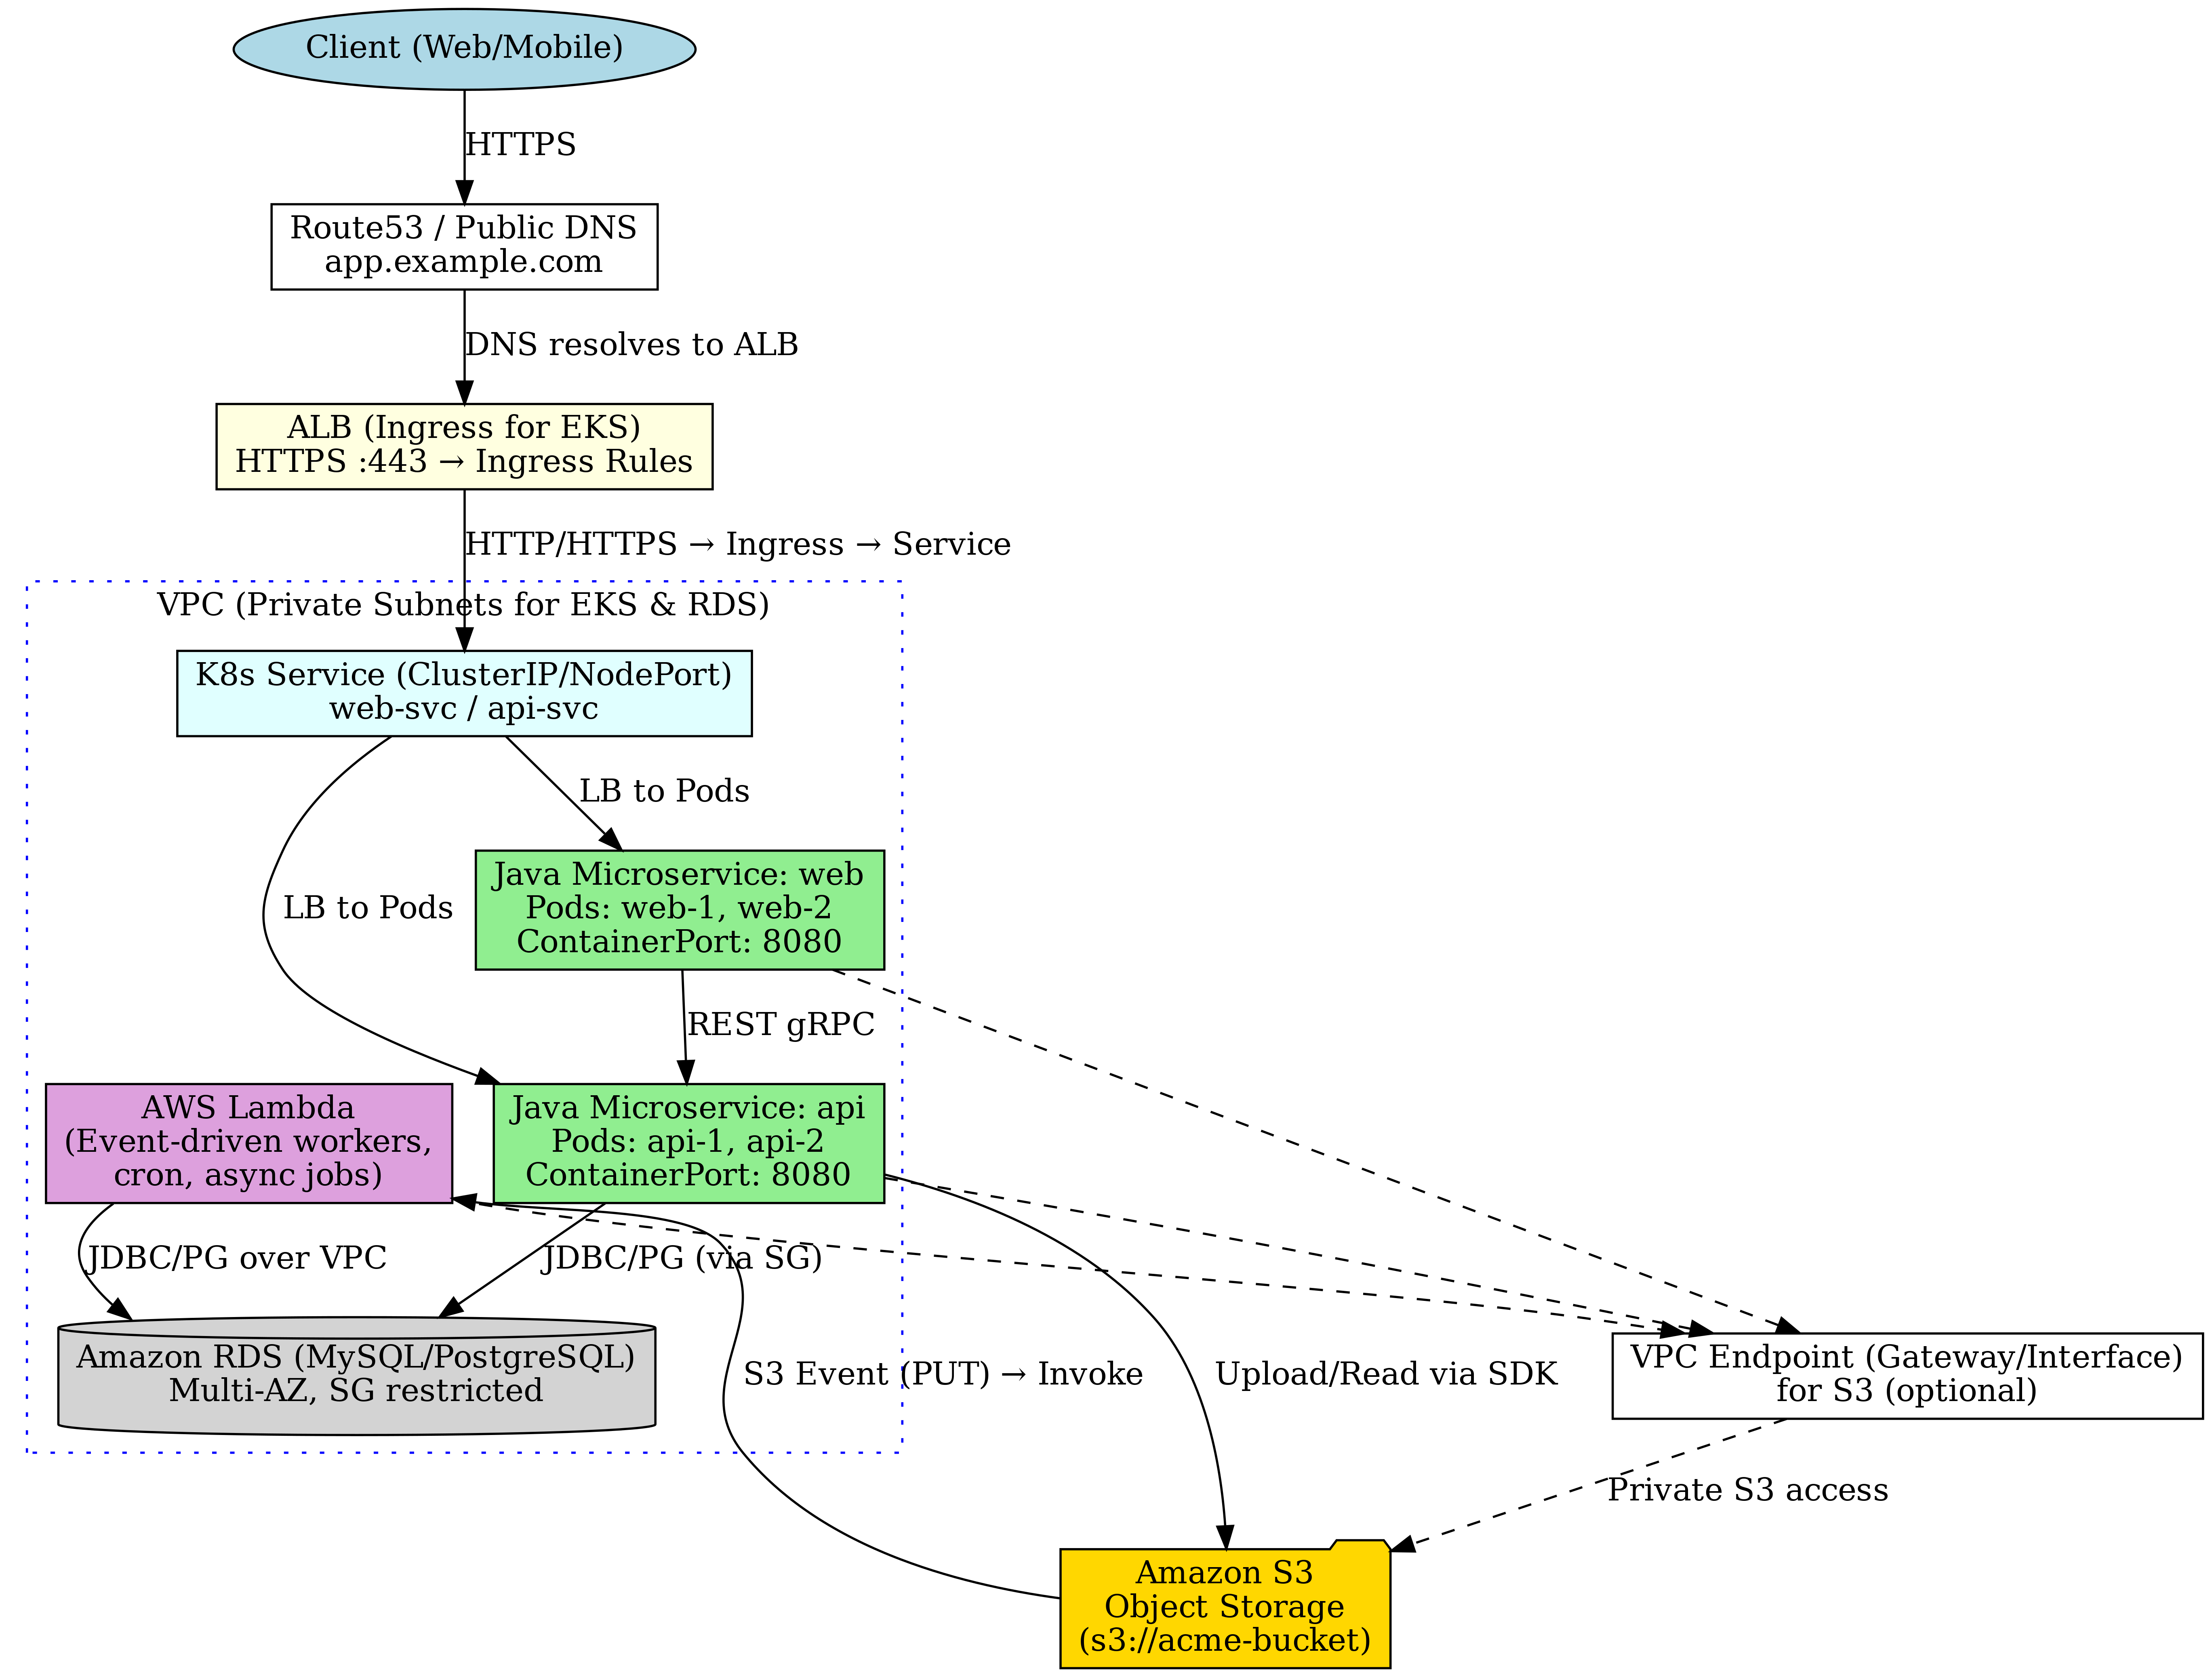 Client (Web/Mobile)
HTTPS
Route53 / Public DNS
app.example.com
DNS resolves to ALB
ALB (Ingress for EKS)
HTTPS :443 → Ingress Rules
HTTP/HTTPS → Ingress → Service
VPC (Private Subnets for EKS & RDS)
K8s Service (ClusterIP/NodePort)
web-svc / api-svc
LB to Pods
Java Microservice: web
Pods: web-1, web-2
ContainerPort: 8080
LB to Pods
REST gRPC
AWS Lambda
(Event-driven workers,
cron, async jobs)
Java Microservice: api
Pods: api-1, api-2
ContainerPort: 8080
JDBC/PG over VPC
JDBC/PG (via SG)
Amazon RDS (MySQL/PostgreSQL)
Multi-AZ, SG restricted
S3 Event (PUT) → Invoke
Upload/Read via SDK
VPC Endpoint (Gateway/Interface)
for S3 (optional)
Private S3 access
Amazon S3
Object Storage
(s3://acme-bucket)